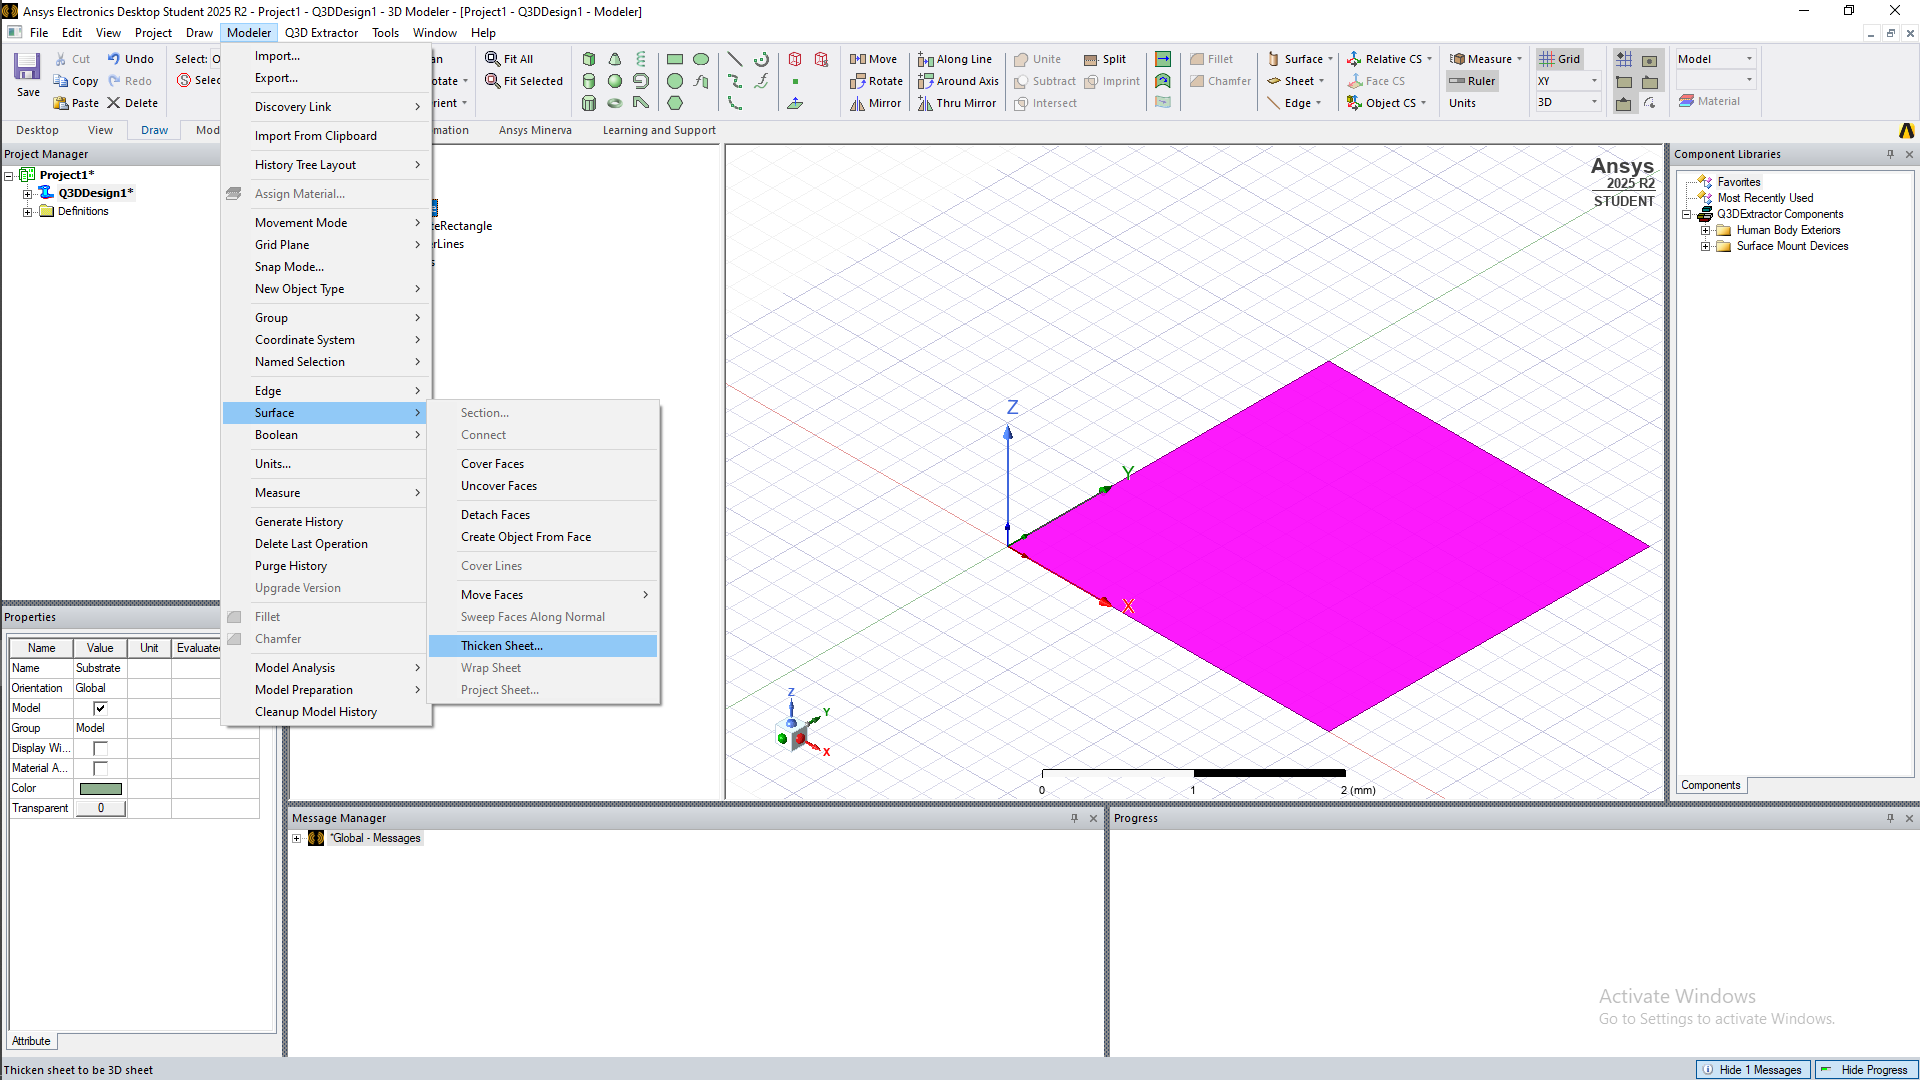 Ansys Electronics Desktop Student 2025 R2 - Project1 - Q3DDesign1 - 3D Modeler - [Project1 - Q3DDesign1 - Modeler]
File Edit View Project Draw Modeler Q3D Extractor Tools Window Help
Save
Cut Undo Select:
Copy Redo
Paste Delete
Fit All
Fit Selected
Move Along Line Unite Split Fillet Surface Relative CS Measure Grid Model
Rotate Around Axis Subtract Imprint Chamfer Sheet Face CS Ruler XY
Mirror Thru Mirror Intersect Edge Object CS Units 3D Material
Desktop View Draw
Ansys Minerva Learning and Support
Project Manager
Project1*
Q3DDesign1*
Definitions
Import...
Export...
Discovery Link
Import From Clipboard
History Tree Layout
Assign Material...
Movement Mode
Grid Plane
Snap Mode...
New Object Type
Group
Coordinate System
Named Selection
Edge
Surface
Boolean
Units...
Measure
Generate History
Delete Last Operation
Purge History
Upgrade Version
Fillet
Chamfer
Model Analysis
Model Preparation
Cleanup Model History
Section...
Connect
Cover Faces
Uncover Faces
Detach Faces
Create Object From Face
Cover Lines
Move Faces
Sweep Faces Along Normal
Thicken Sheet...
Wrap Sheet
Project Sheet...
Ansys
2025 R2
STUDENT
Z
Y
X
Z
Y
X
0 1 2 (mm)
Component Libraries
Favorites
Most Recently Used
Q3DExtractor Components
Human Body Exteriors
Surface Mount Devices
Components
Properties
Name Value Unit
Name Substrate
Orientation Global
Model
Group Model
Display Wi...
Material A...
Color
Transparent 0
Attribute
Message Manager
*Global - Messages
Progress
Activate Windows
Go to Settings to activate Windows.
Thicken sheet to be 3D sheet
Hide 1 Messages Hide Progress